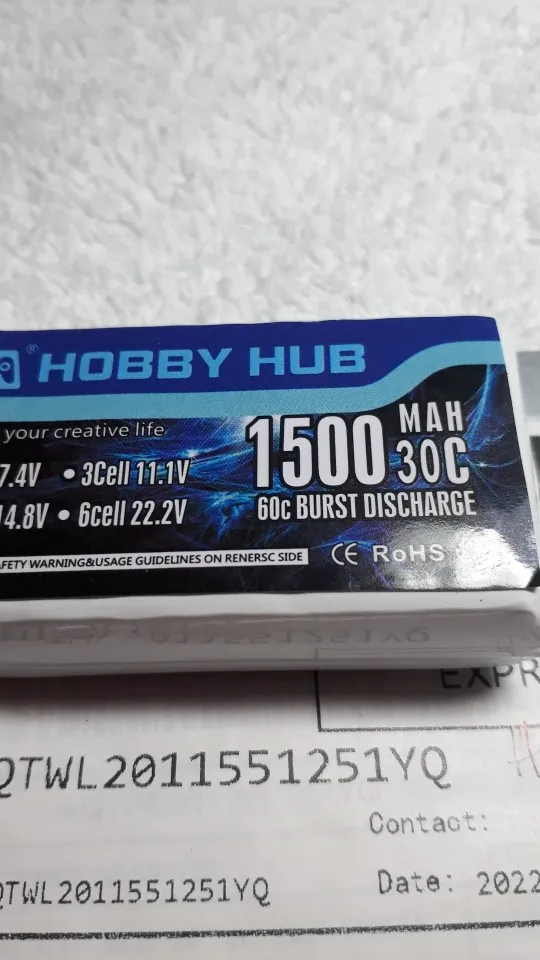 ® HOBBY HUB
your creative life
7.4V • 3Cell 11.1V
14.8V • 6cell 22.2V
1500 MAH
30C
60c BURST DISCHARGE
AFETY WARNING&USAGE GUIDELINES ON RENERSC SIDE
CE RoHS
EXPR
QTWL2011551251YQ
Contact:
QTWL2011551251YQ
Date: 2022